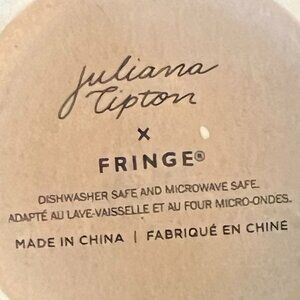 Juliana
Tipton
X
FRINGE®
DISHWASHER SAFE AND MICROWAVE SAFE.
ADAPTÉ AU LAVE-VAISSELLE ET AU FOUR MICRO-ONDES.
MADE IN CHINA | FABRIQUÉ EN CHINE